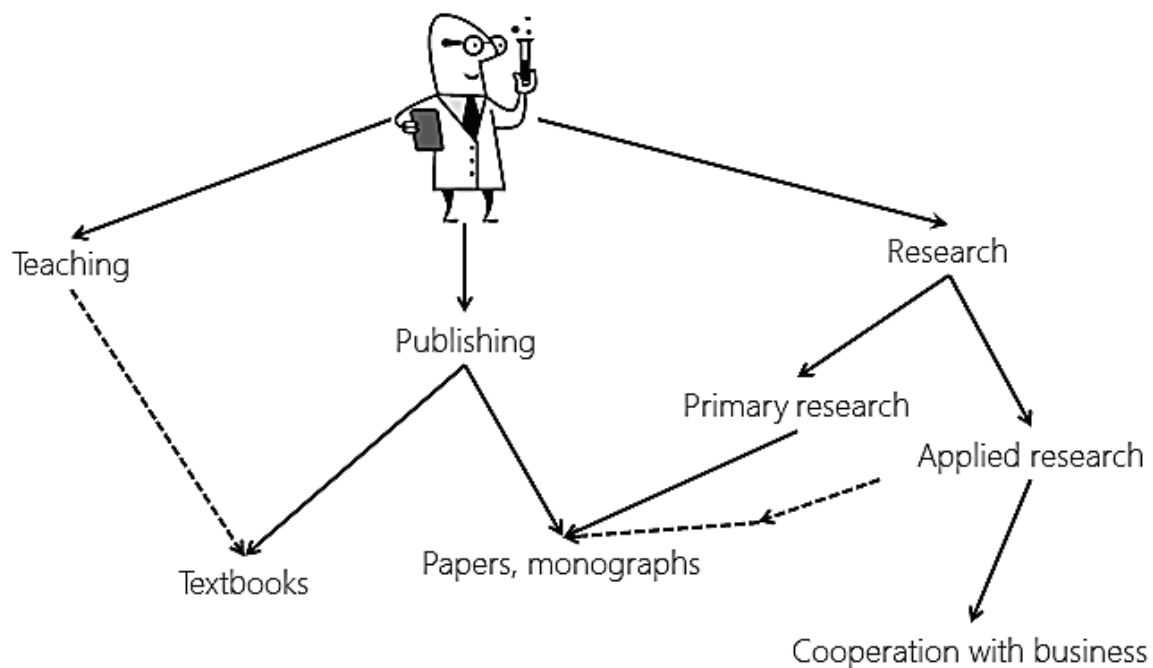 Teaching
Research
Publishing
Primary research
Applied research
Textbooks
Papers, monographs
Cooperation with business